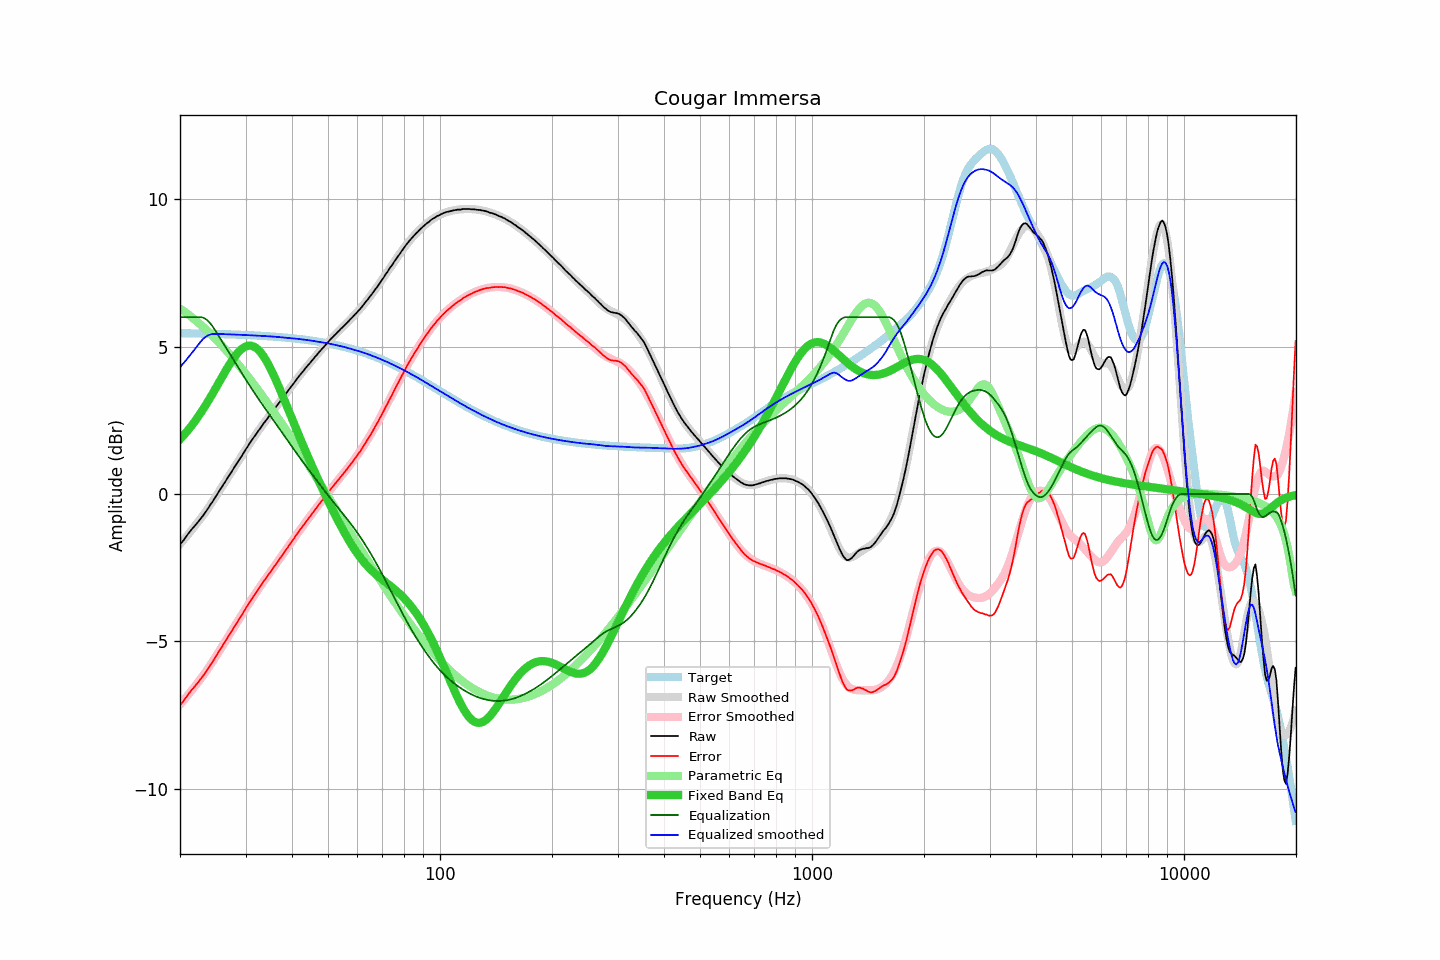 Cougar Immersa
10
5
0
−5
−10
Amplitude (dBr)
Target
Raw Smoothed
Error Smoothed
Raw
Error
Parametric Eq
Fixed Band Eq
Equalization
Equalized smoothed
100
1000
10000
Frequency (Hz)